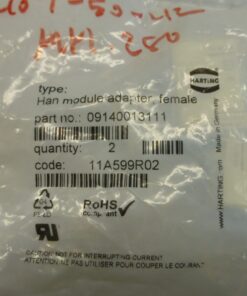 HARTING
type:
Han module adapter, female
part no.: 09140013111
quantity: 2
code: 11A599R02
RoHS
compliant
CAUTION: NOT FOR INTERRUPTING CURRENT
ATTENTION: NE PAS UTILISER POUR COUPER LE COURANT
Made in Germany